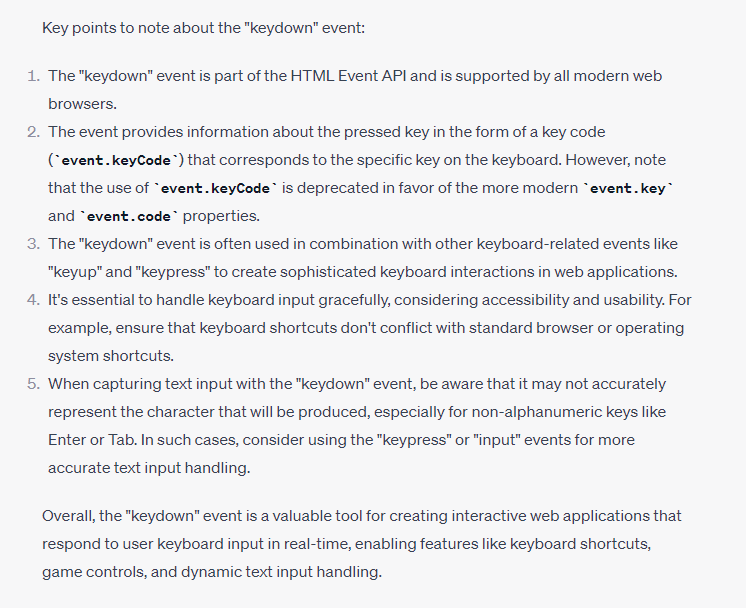 Key points to note about the "keydown" event:
1. The "keydown" event is part of the HTML Event API and is supported by all modern web
browsers.
2. The event provides information about the pressed key in the form of a key code
(`event.keyCode`) that corresponds to the specific key on the keyboard. However, note
that the use of `event.keyCode` is deprecated in favor of the more modern `event.key`
and `event.code` properties.
3. The "keydown" event is often used in combination with other keyboard-related events like
"keyup" and "keypress" to create sophisticated keyboard interactions in web applications.
4. It's essential to handle keyboard input gracefully, considering accessibility and usability. For
example, ensure that keyboard shortcuts don't conflict with standard browser or operating
system shortcuts.
5. When capturing text input with the "keydown" event, be aware that it may not accurately
represent the character that will be produced, especially for non-alphanumeric keys like
Enter or Tab. In such cases, consider using the "keypress" or "input" events for more
accurate text input handling.
Overall, the "keydown" event is a valuable tool for creating interactive web applications that
respond to user keyboard input in real-time, enabling features like keyboard shortcuts,
game controls, and dynamic text input handling.